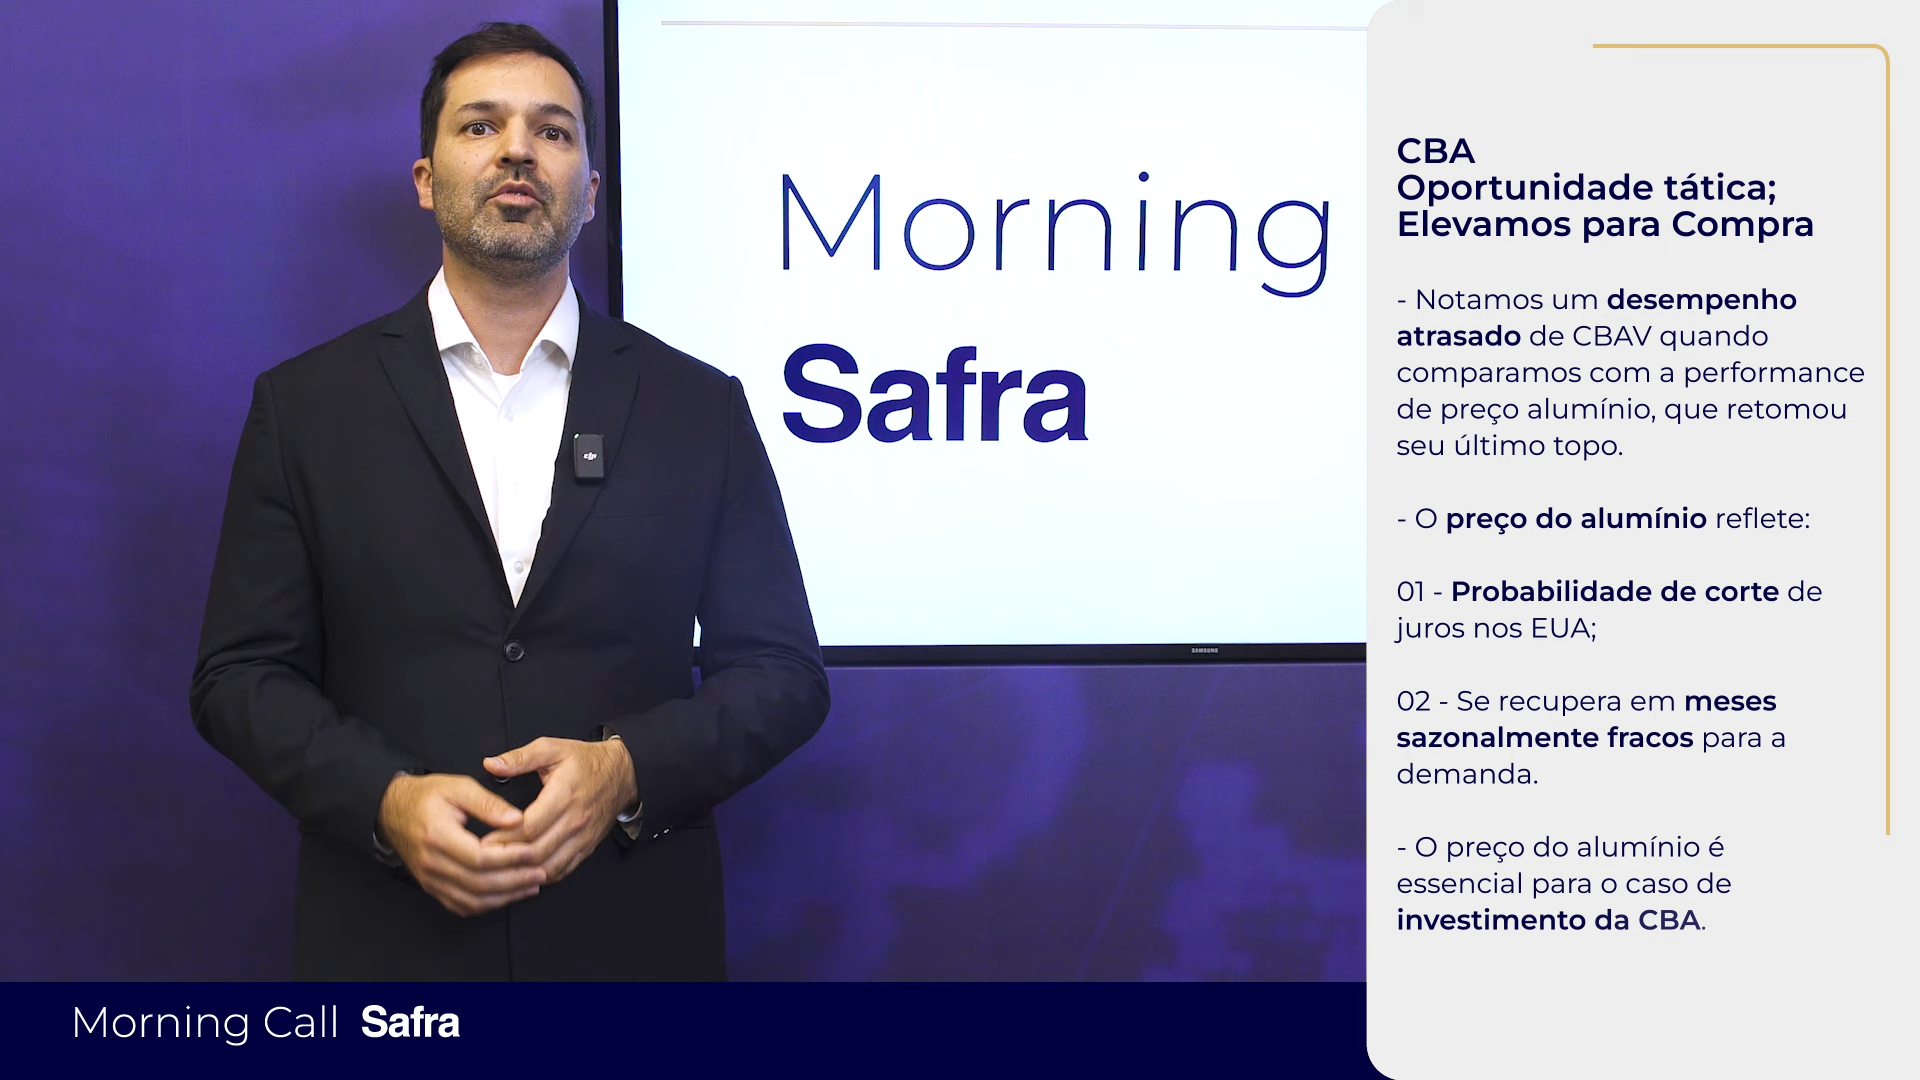 Morning
Safra
SAMSUNG
dji
Morning Call Safra
CBA
Oportunidade tática;
Elevamos para Compra
- Notamos um desempenho
atrasado de CBAV quando
comparamos com a performance
de preço alumínio, que retomou
seu último topo.
- O preço do alumínio reflete:
01 - Probabilidade de corte de
juros nos EUA;
02 - Se recupera em meses
sazonalmente fracos para a
demanda.
- O preço do alumínio é
essencial para o caso de
investimento da CBA.